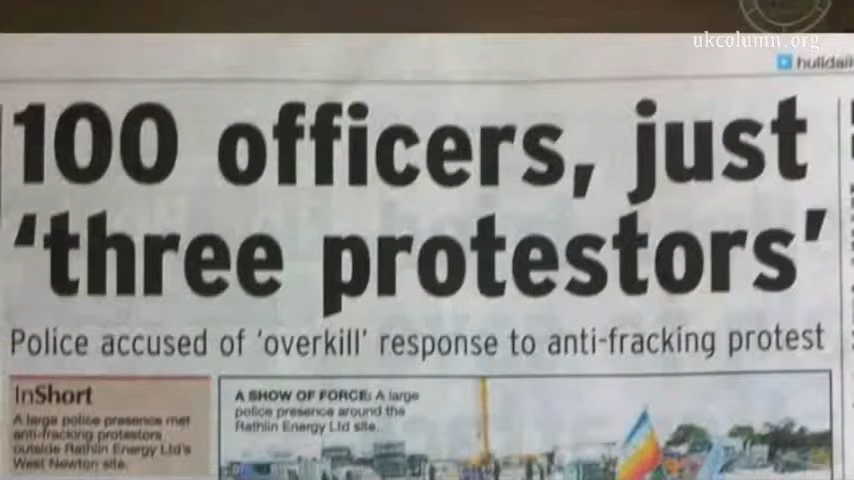 ukcolumn.org
100 officers, just
‘three protestors’
Police accused of ‘overkill’ response to anti-fracking protest
InShort
A large police presence met
anti-fracking protestors
outside Rathlin Energy Ltd's
West Newton site.
A SHOW OF FORCE: A large
police presence around the
Rathlin Energy Ltd site.